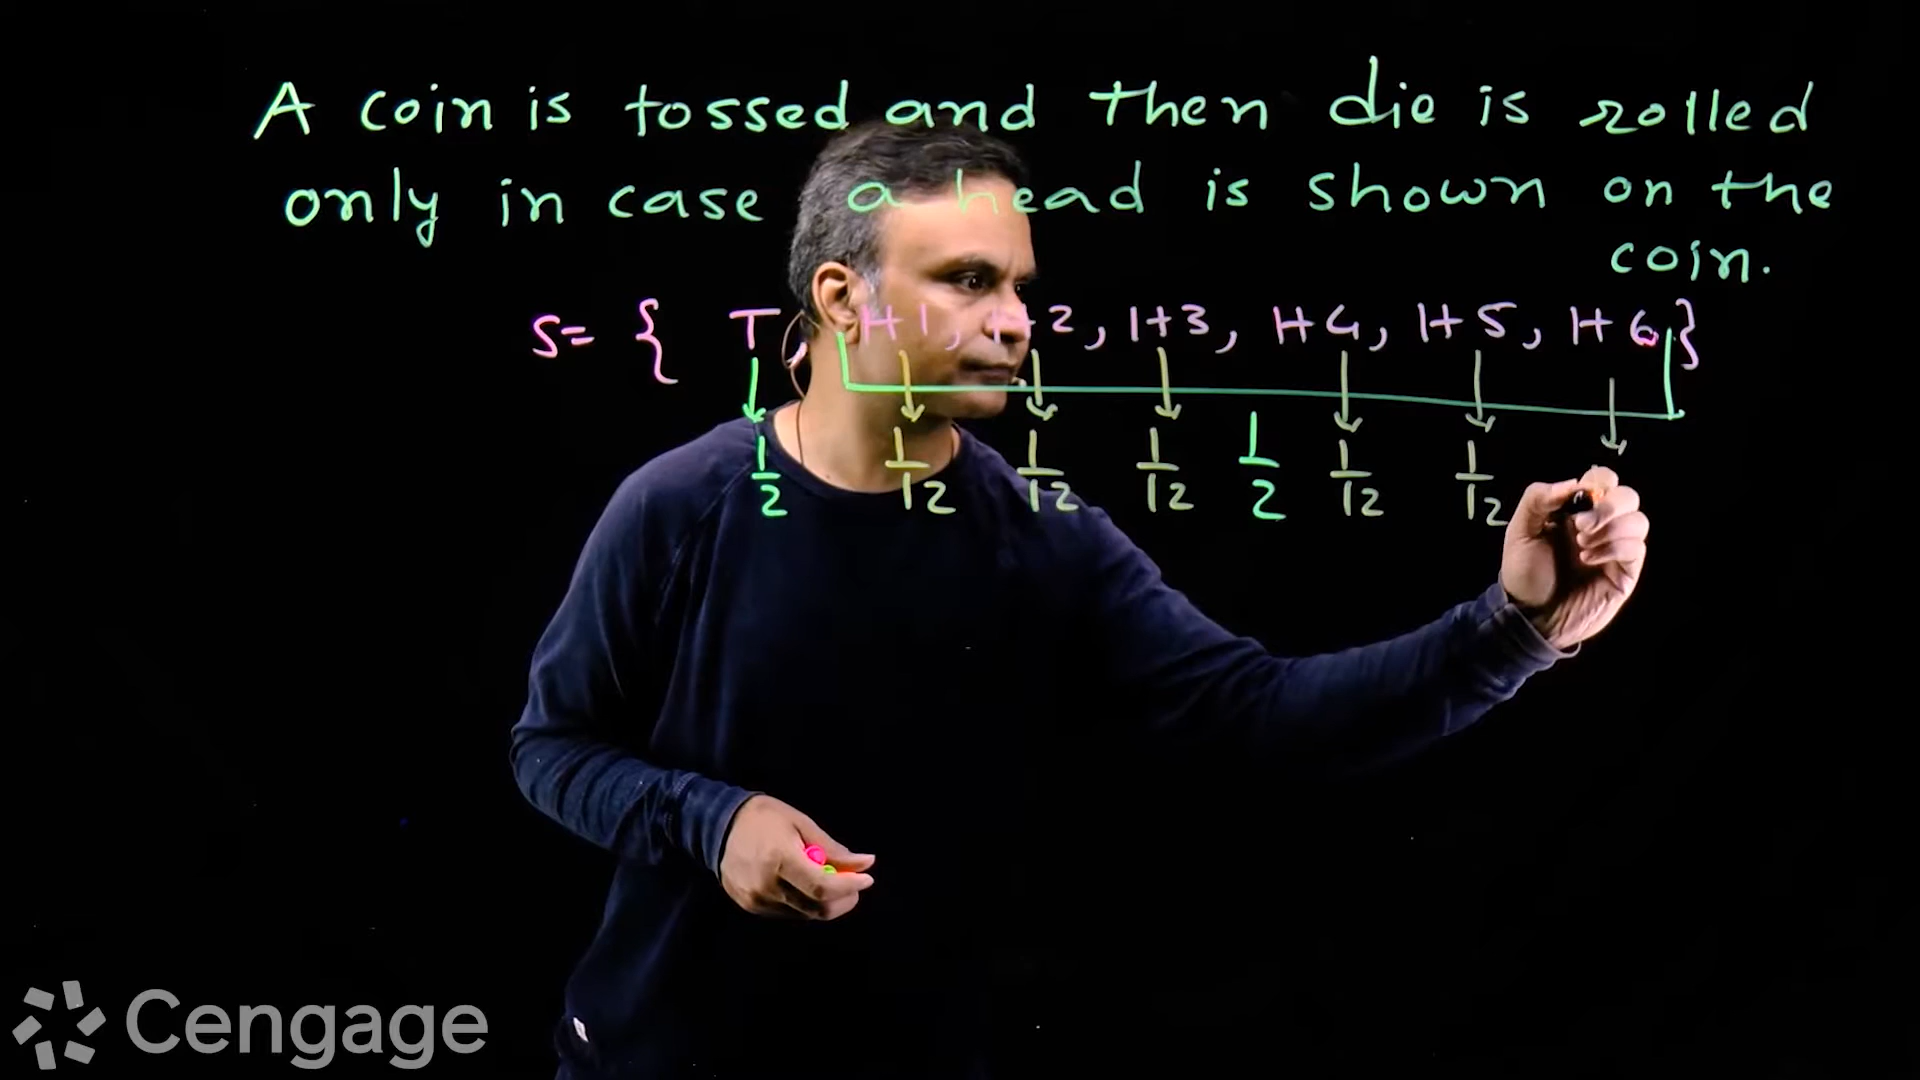 A coin is tossed and then die is rolled
only in case a head is shown on the
coin.
S = { T, H1, H2, H3, H4, H5, H6 }
1/2 1/12 1/12 1/12 1/2 1/12 1/12
Cengage